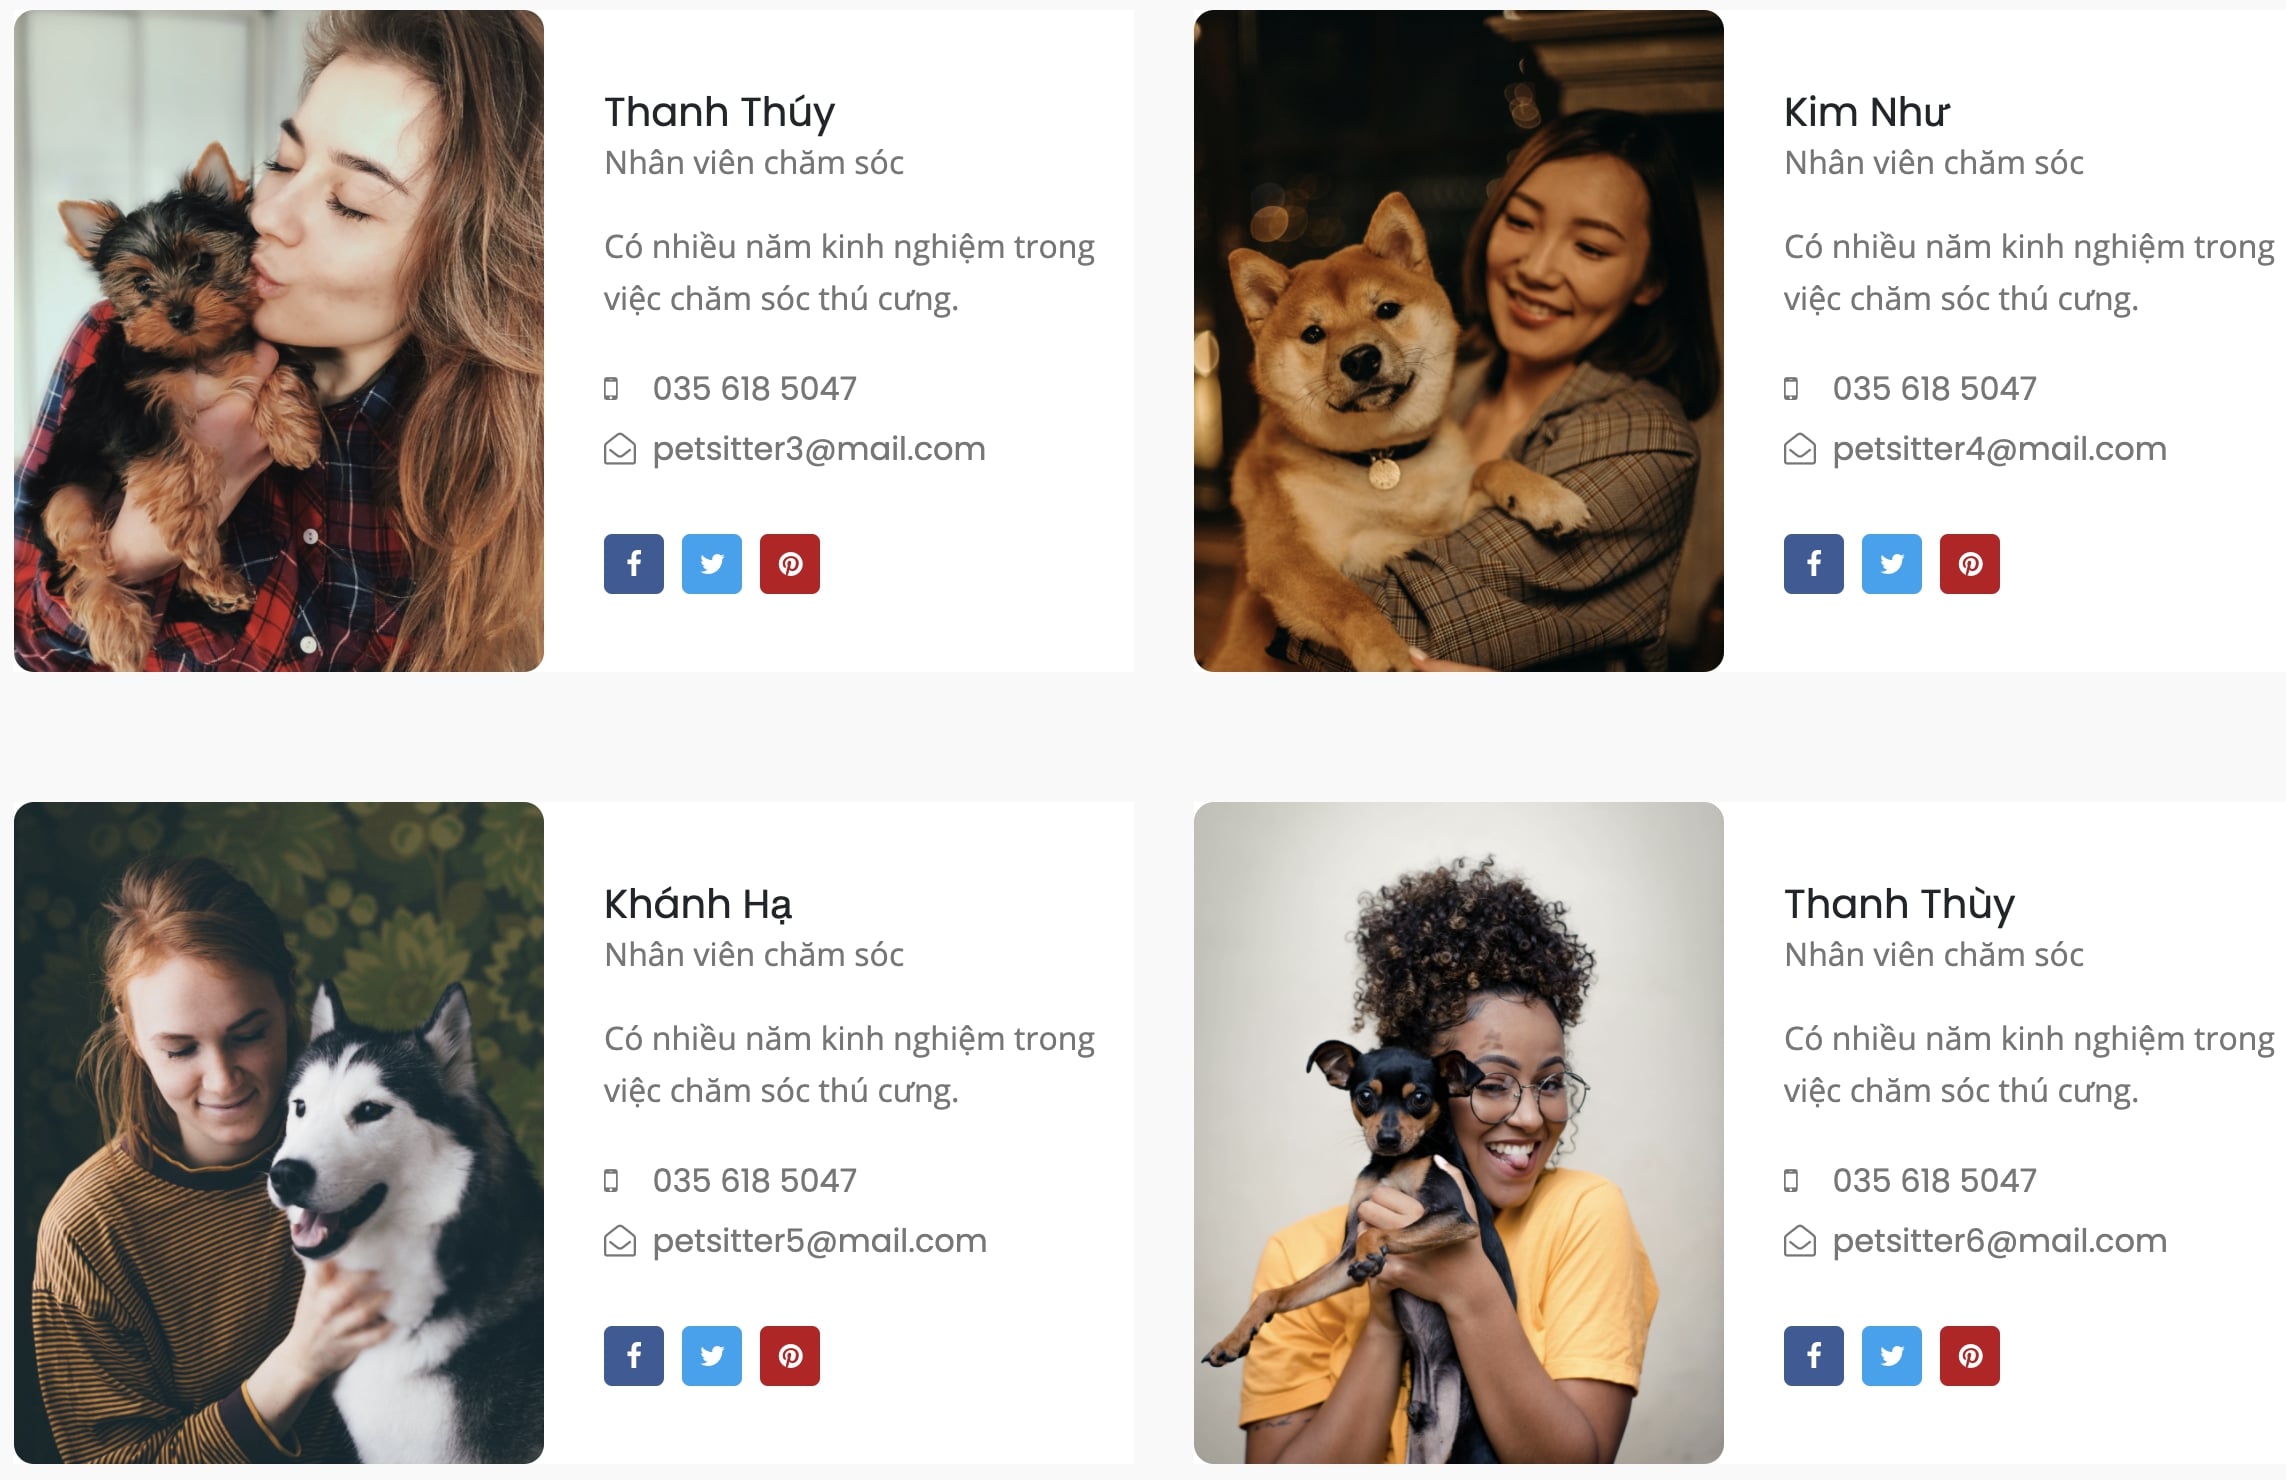 Thanh Thúy
Nhân viên chăm sóc
Có nhiều năm kinh nghiệm trong
việc chăm sóc thú cưng.
035 618 5047
petsitter3@mail.com
Kim Như
Nhân viên chăm sóc
Có nhiều năm kinh nghiệm trong
việc chăm sóc thú cưng.
035 618 5047
petsitter4@mail.com
Khánh Hạ
Nhân viên chăm sóc
Có nhiều năm kinh nghiệm trong
việc chăm sóc thú cưng.
035 618 5047
petsitter5@mail.com
Thanh Thùy
Nhân viên chăm sóc
Có nhiều năm kinh nghiệm trong
việc chăm sóc thú cưng.
035 618 5047
petsitter6@mail.com